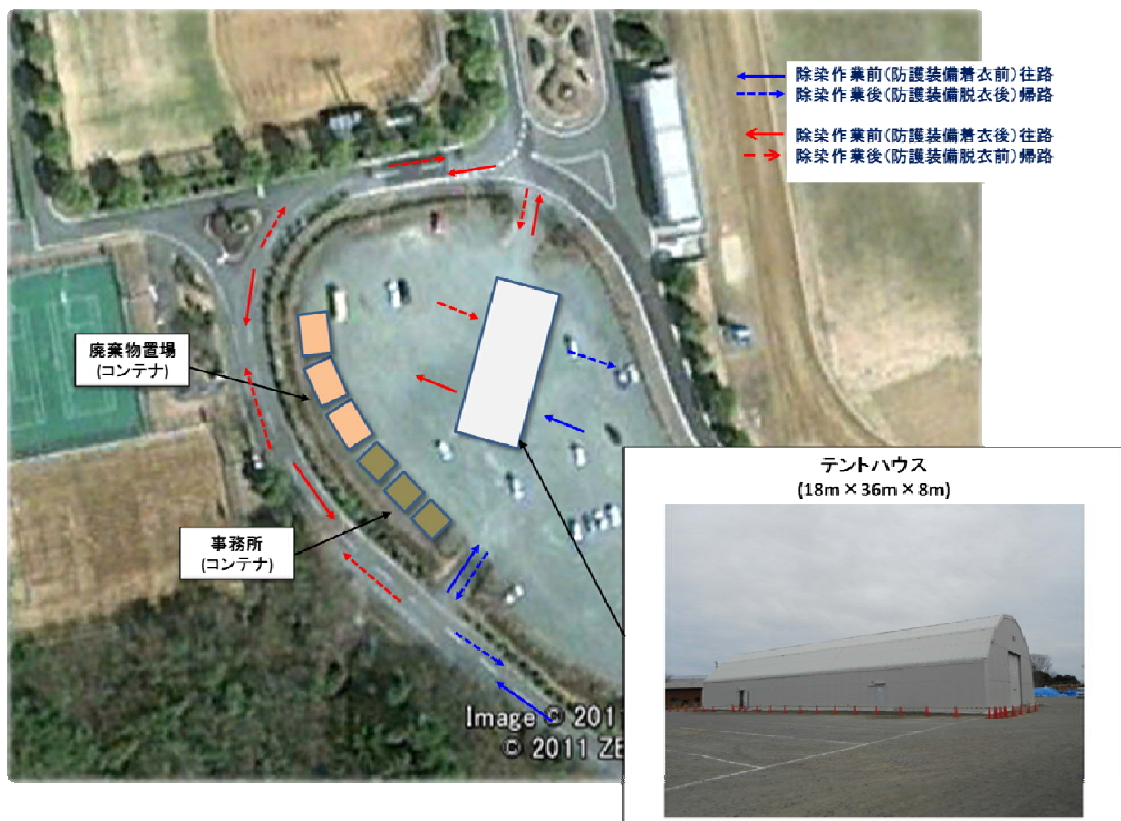 除染作業前(防護装備着衣前)往路
除染作業後(防護装備脱衣後)帰路
除染作業前(防護装備着衣後)往路
除染作業後(防護装備脱衣前)帰路
廃棄物置場
(コンテナ)
事務所
(コンテナ)
テントハウス
(18m×36m×8m)
Image © 201
© 2011 ZE